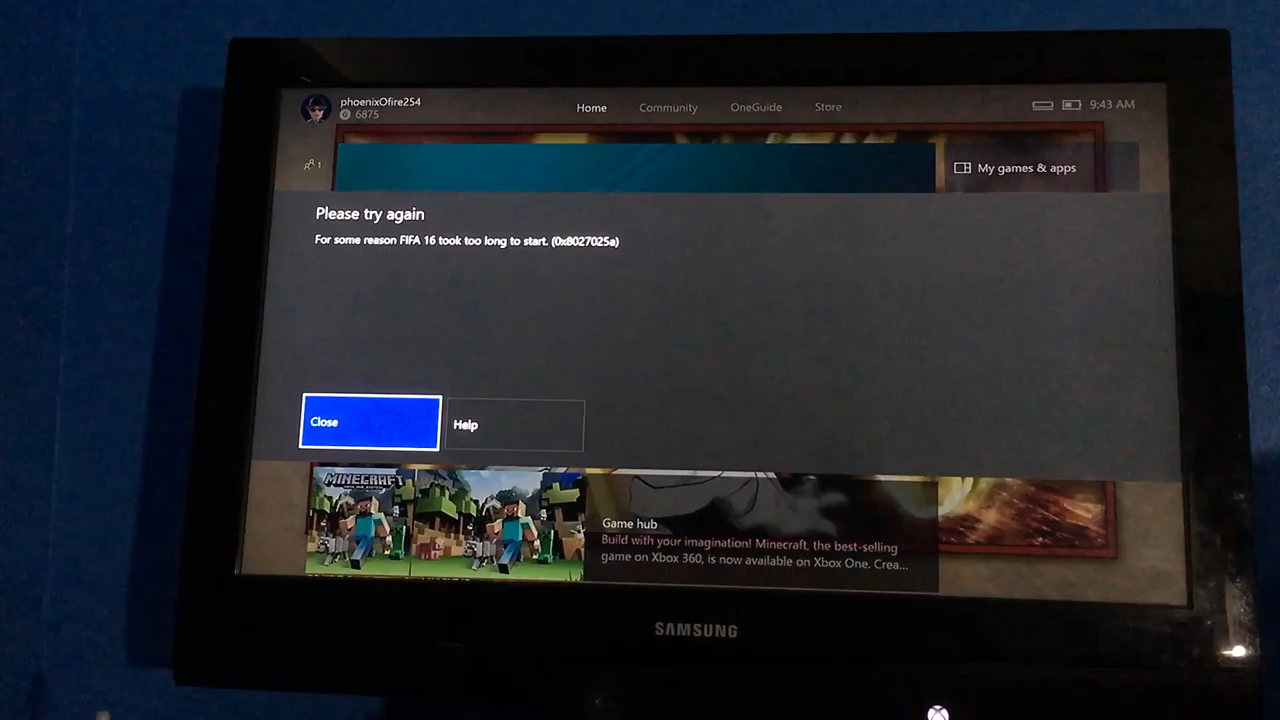 phoenixOfire254
G 6875
Home
Community
OneGuide
Store
9:43 AM
1
My games & apps
Please try again
For some reason FIFA 16 took too long to start. (0x8027025a)
Close
Help
MINECRAFT
Game hub
Build with your imagination! Minecraft, the best-selling
game on Xbox 360, is now available on Xbox One. Crea...
SAMSUNG